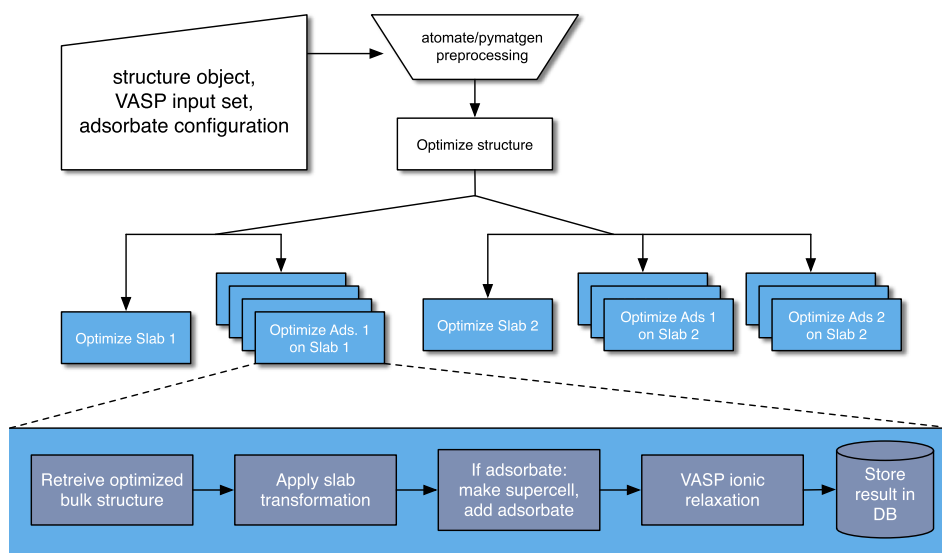 structure object,
VASP input set,
adsorbate configuration
atomate/pymatgen
preprocessing
Optimize structure
Optimize Slab 1
Optimize Ads. 1
on Slab 1
Optimize Slab 2
Optimize Ads 1
on Slab 2
Optimize Ads 2
on Slab 2
Retreive optimized
bulk structure
Apply slab
transformation
If adsorbate:
make supercell,
add adsorbate
VASP ionic
relaxation
Store
result in
DB